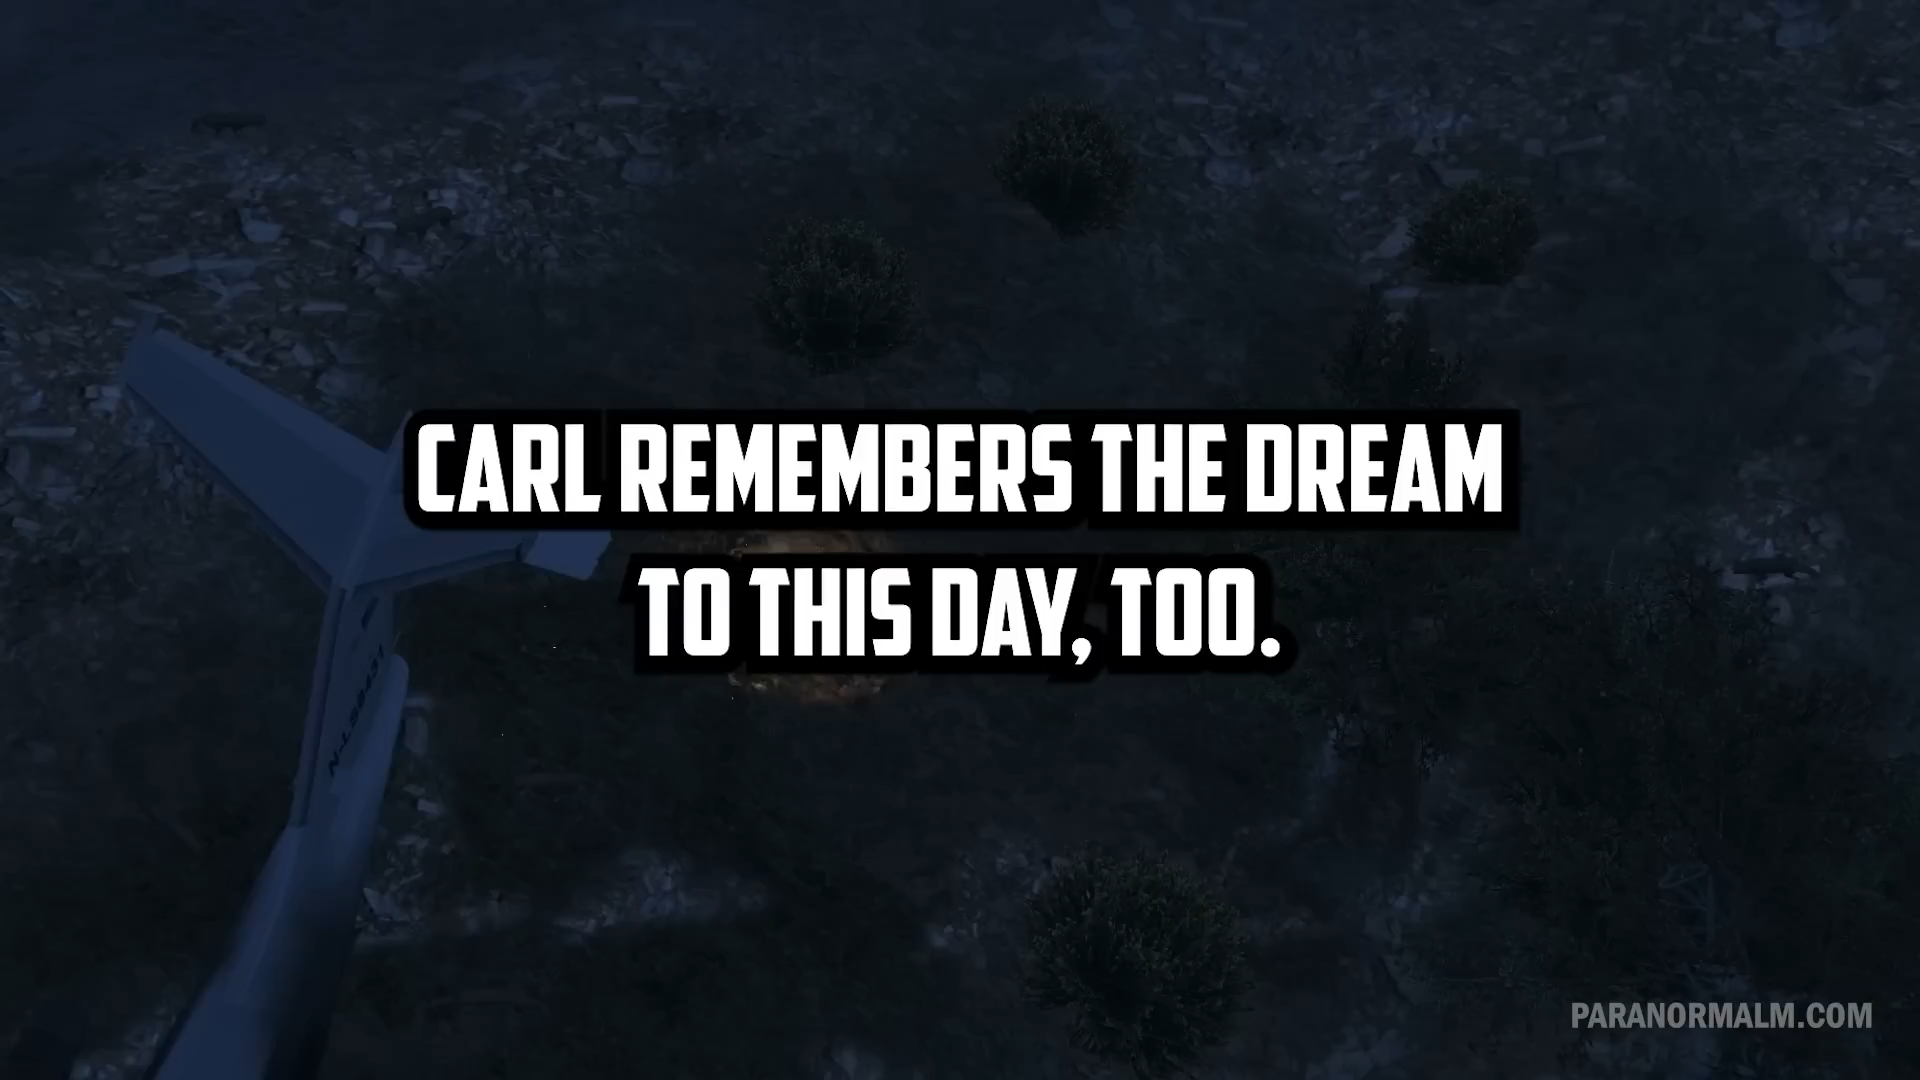 CARL REMEMBERS THE DREAM
TO THIS DAY, TOO.
PARANORMALM.COM